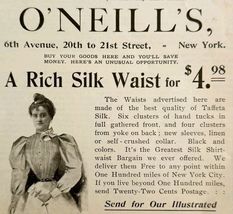 O'NEILL'S,
6th Avenue, 20th to 21st Street, - New York.
BUY YOUR GOODS HERE AND YOU'LL SAVE
MONEY. HERE'S AN UNUSUAL OPPORTUNITY.
A Rich Silk Waist for $4.98
The Waists advertised here are
made of the best quality of Taffeta
Silk. Six clusters of hand tucks in
full gathered front, and four clusters
from yoke on back; new sleeves, linen
or self-crushed collar. Black and
colors. It's the Greatest Silk Shirt-
waist Bargain we ever offered. We
deliver them Free to any point within
One Hundred miles of New York City.
If you live beyond One Hundred miles,
send Twenty-Two Cents Postage. : :
Send for Our Illustrated